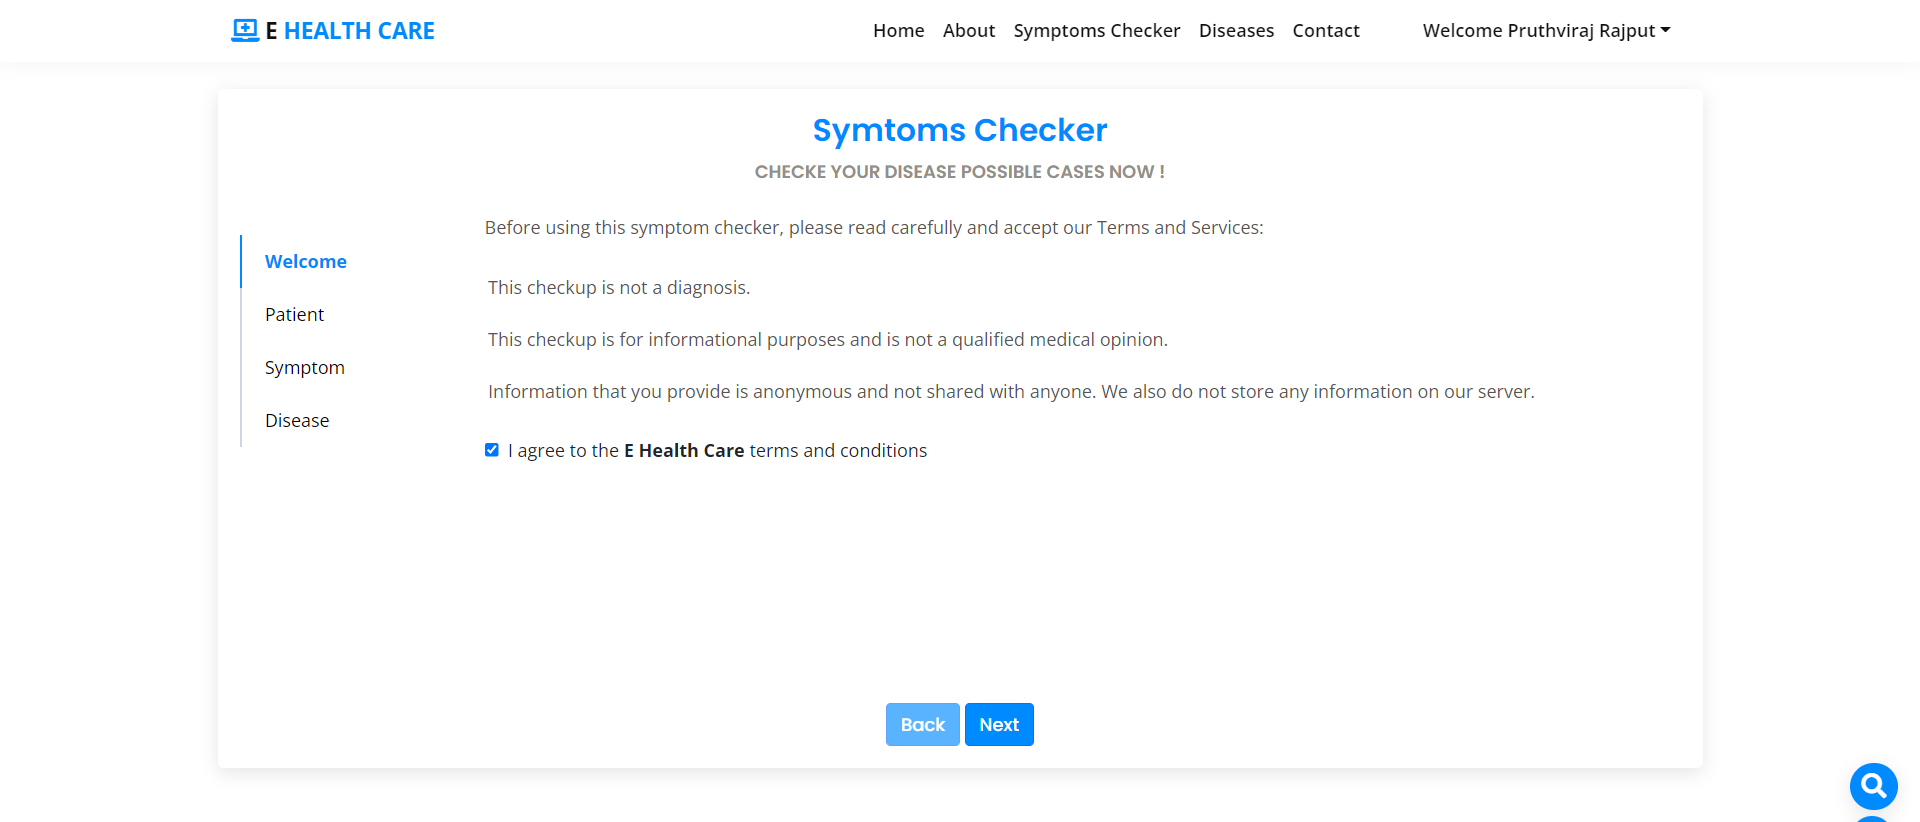 E HEALTH CARE
Home About Symptoms Checker Diseases Contact Welcome Pruthviraj Rajput
Symtoms Checker
CHECKE YOUR DISEASE POSSIBLE CASES NOW !
Before using this symptom checker, please read carefully and accept our Terms and Services:
Welcome
This checkup is not a diagnosis.
Patient
This checkup is for informational purposes and is not a qualified medical opinion.
Symptom
Information that you provide is anonymous and not shared with anyone. We also do not store any information on our server.
Disease
I agree to the E Health Care terms and conditions
Back Next